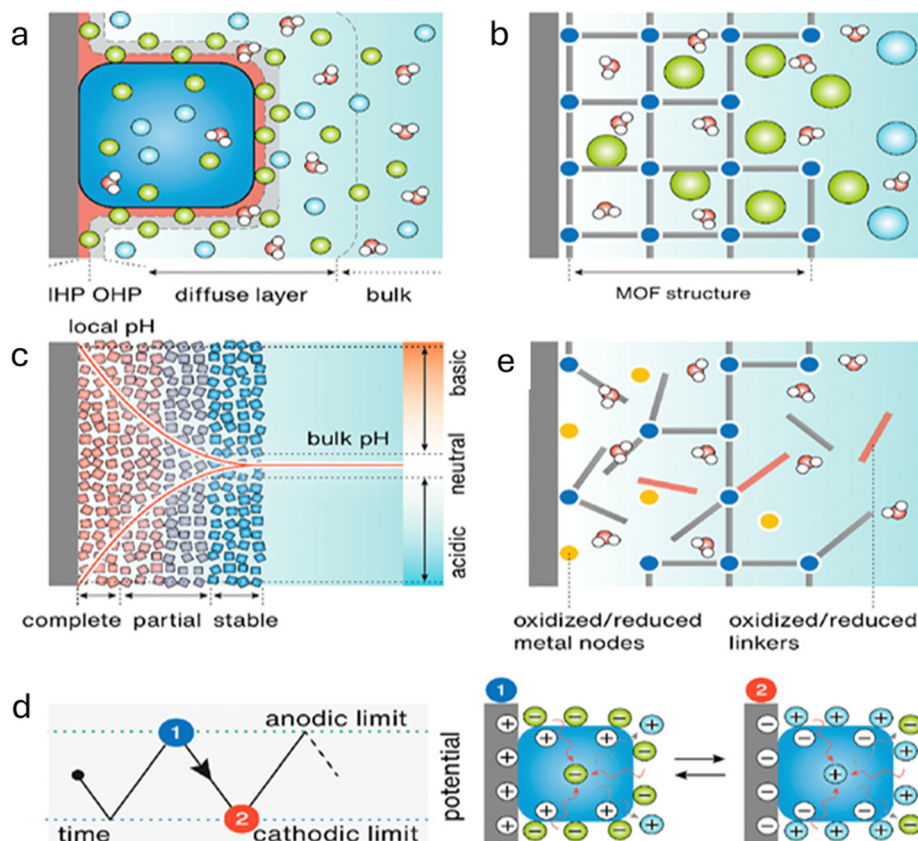 a
IHP OHP diffuse layer bulk
b
MOF structure
c
local pH
bulk pH
basic
neutral
acidic
complete partial stable
e
oxidized/reduced
metal nodes
oxidized/reduced
linkers
d
1
2
anodic limit
time
cathodic limit
potential
1
+
+
+
+
− − −
+
+ +
−
−
−
+ +
+
− − −
2
−
−
−
−
+ + +
−
− −
+
+
− −
−
+ + +